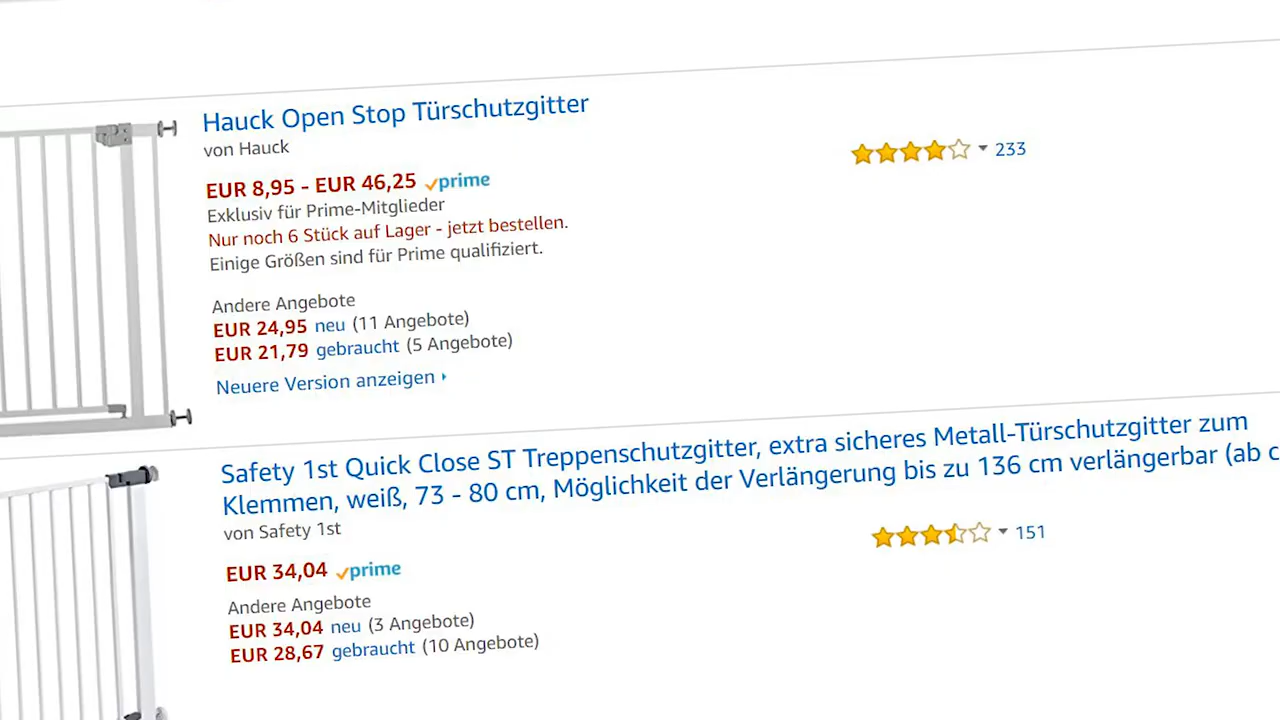 Hauck Open Stop Türschutzgitter
von Hauck
233
EUR 8,95 - EUR 46,25 prime
Exklusiv für Prime-Mitglieder
Nur noch 6 Stück auf Lager - jetzt bestellen.
Einige Größen sind für Prime qualifiziert.
Andere Angebote
EUR 24,95 neu (11 Angebote)
EUR 21,79 gebraucht (5 Angebote)
Neuere Version anzeigen
Safety 1st Quick Close ST Treppenschutzgitter, extra sicheres Metall-Türschutzgitter zum
Klemmen, weiß, 73 - 80 cm, Möglichkeit der Verlängerung bis zu 136 cm verlängerbar (ab c
von Safety 1st
151
EUR 34,04 prime
Andere Angebote
EUR 34,04 neu (3 Angebote)
EUR 28,67 gebraucht (10 Angebote)